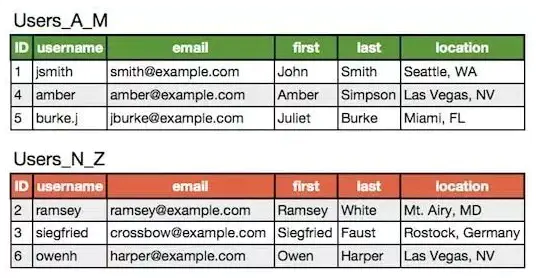 Users_A_M
ID username email first last location
1 jsmith smith@example.com John Smith Seattle, WA
4 amber amber@example.com Amber Simpson Las Vegas, NV
5 burke.j jburke@example.com Juliet Burke Miami, FL
Users_N_Z
ID username email first last location
2 ramsey ramsey@example.com Ramsey White Mt. Airy, MD
3 siegfried crossbow@example.com Siegfried Faust Rostock, Germany
6 owenh harper@example.com Owen Harper Las Vegas, NV